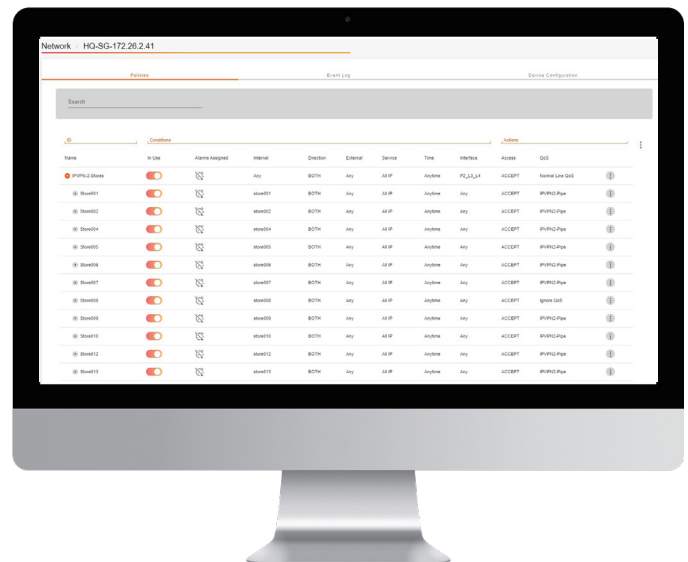 Network / HQ-SG-172.26.2.41
Policies Event Log Device Configuration
Search
ID Conditions Actions
Name In Use Alarms Assigned Internal Direction External Service Time Interface Access QoS
IPVPN-2-Stores Any BOTH Any All IP Anytime P2_L3_L4 ACCEPT Normal Link QoS
Store001 store001 BOTH Any All IP Anytime Any ACCEPT IPVPN2-Pipe
Store002 store002 BOTH Any All IP Anytime Any ACCEPT IPVPN2-Pipe
Store004 store004 BOTH Any All IP Anytime Any ACCEPT IPVPN2-Pipe
Store005 store005 BOTH Any All IP Anytime Any ACCEPT IPVPN2-Pipe
Store006 store006 BOTH Any All IP Anytime Any ACCEPT IPVPN2-Pipe
Store007 store007 BOTH Any All IP Anytime Any ACCEPT IPVPN2-Pipe
Store008 store008 BOTH Any All IP Anytime Any ACCEPT Ignore QoS
Store009 store009 BOTH Any All IP Anytime Any ACCEPT IPVPN2-Pipe
Store010 store010 BOTH Any All IP Anytime Any ACCEPT IPVPN2-Pipe
Store012 store012 BOTH Any All IP Anytime Any ACCEPT IPVPN2-Pipe
Store013 store013 BOTH Any All IP Anytime Any ACCEPT IPVPN2-Pipe